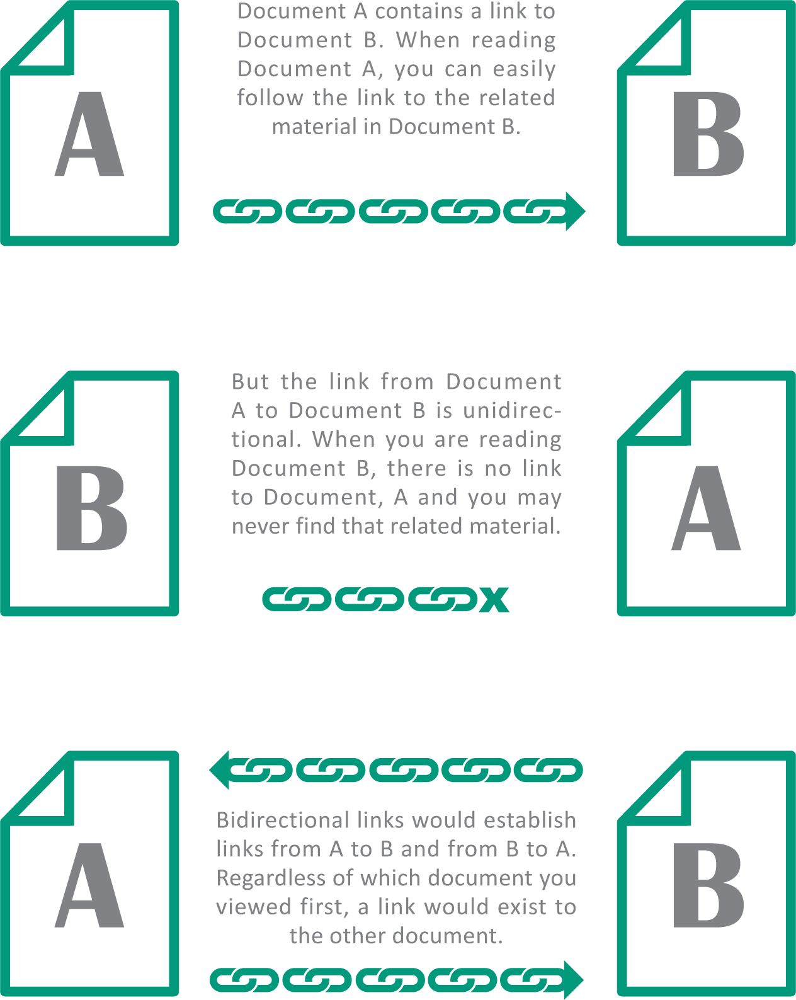 Document A contains a link to
Document B. When reading
Document A, you can easily
follow the link to the related
material in Document B.
A
B
But the link from Document
A to Document B is unidirec-
tional. When you are reading
Document B, there is no link
to Document, A and you may
never find that related material.
B
A
x
Bidirectional links would establish
links from A to B and from B to A.
Regardless of which document you
viewed first, a link would exist to
the other document.
A
B